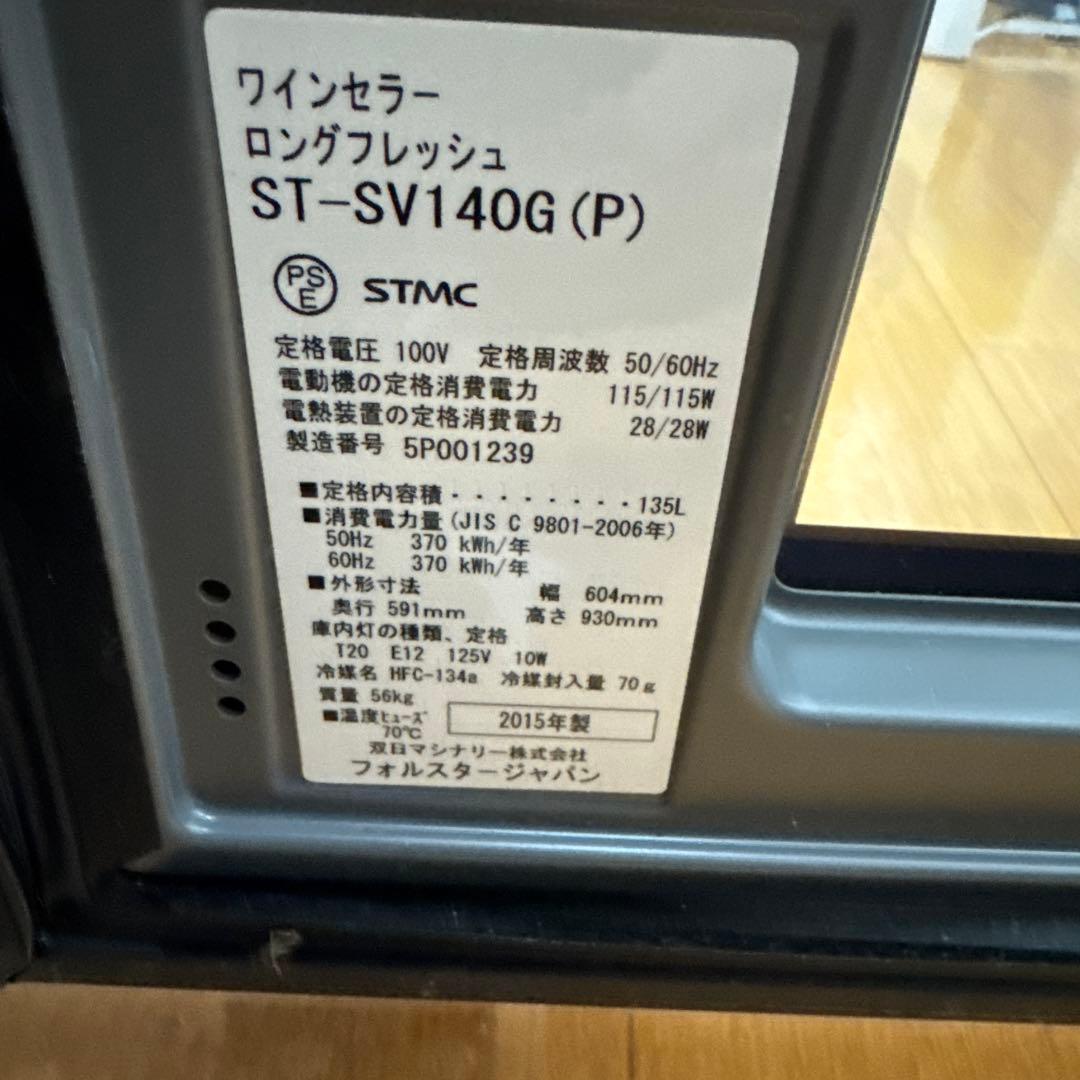 ワインセラー
ロングフレッシュ
ST-SV140G(P)
PSE STMC
定格電圧 100V 定格周波数 50/60Hz
電動機の定格消費電力 115/115W
電熱装置の定格消費電力 28/28W
製造番号 5P001239
■定格内容積・・・・・・・・135L
■消費電力量(JIS C 9801-2006年)
50Hz 370 kWh/年
60Hz 370 kWh/年
■外形寸法 幅 604mm
奥行 591mm 高さ 930mm
庫内灯の種類、定格
T20 E12 125V 10W
冷媒名 HFC-134a 冷媒封入量 70g
質量 56kg
■温度ヒューズ 70℃ 2015年製
双日マシナリー株式会社
フォルスタージャパン